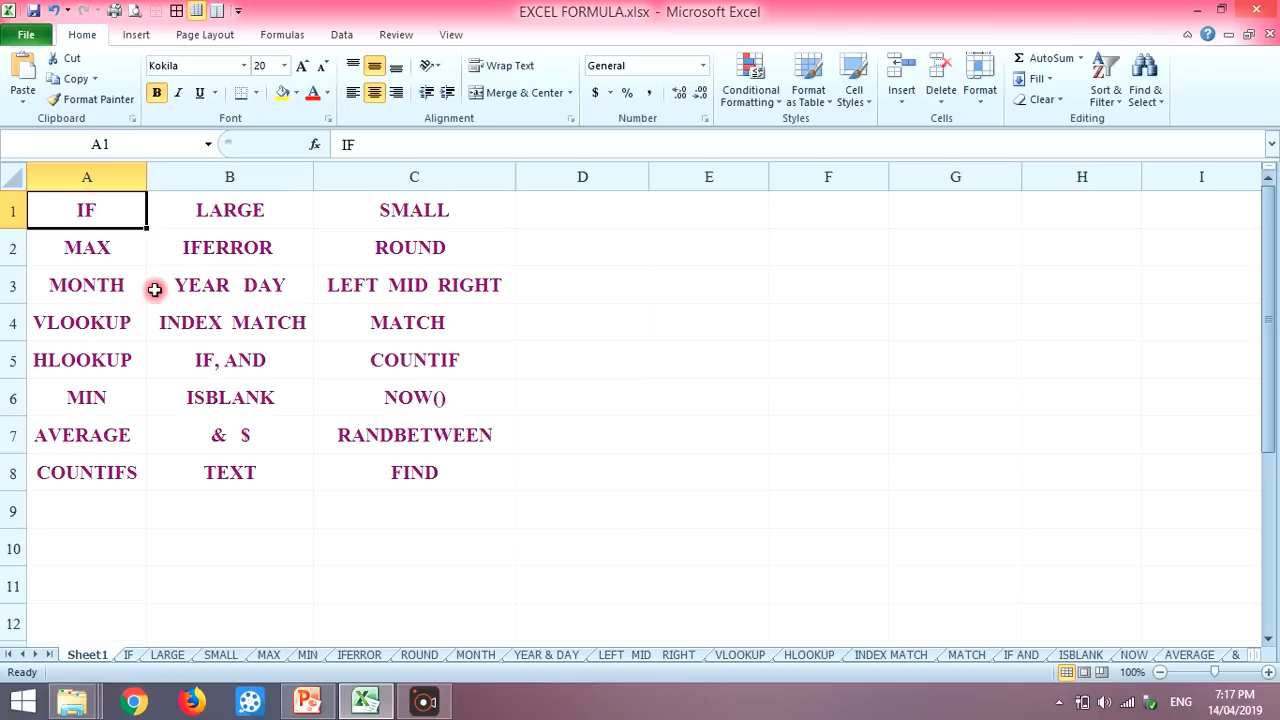 EXCEL FORMULA.xlsx - Microsoft Excel
File Home Insert Page Layout Formulas Data Review View
Paste
Cut
Copy
Format Painter
Clipboard
Kokila 20
B I U
Font
Wrap Text
Merge & Center
Alignment
General
$ % ,
Number
Conditional Formatting
Format as Table
Cell Styles
Styles
Insert Delete Format
Cells
AutoSum
Fill
Clear
Sort & Filter
Find & Select
Editing
A1 fx IF
A B C D E F G H I
1 IF LARGE SMALL
2 MAX IFERROR ROUND
3 MONTH YEAR DAY LEFT MID RIGHT
4 VLOOKUP INDEX MATCH MATCH
5 HLOOKUP IF, AND COUNTIF
6 MIN ISBLANK NOW()
7 AVERAGE & $ RANDBETWEEN
8 COUNTIFS TEXT FIND
9
10
11
12
Sheet1 IF LARGE SMALL MAX MIN IFERROR ROUND MONTH YEAR & DAY LEFT MID RIGHT VLOOKUP HLOOKUP INDEX MATCH MATCH IF AND ISBLANK NOW AVERAGE &
Ready 100%
ENG
7:17 PM
14/04/2019